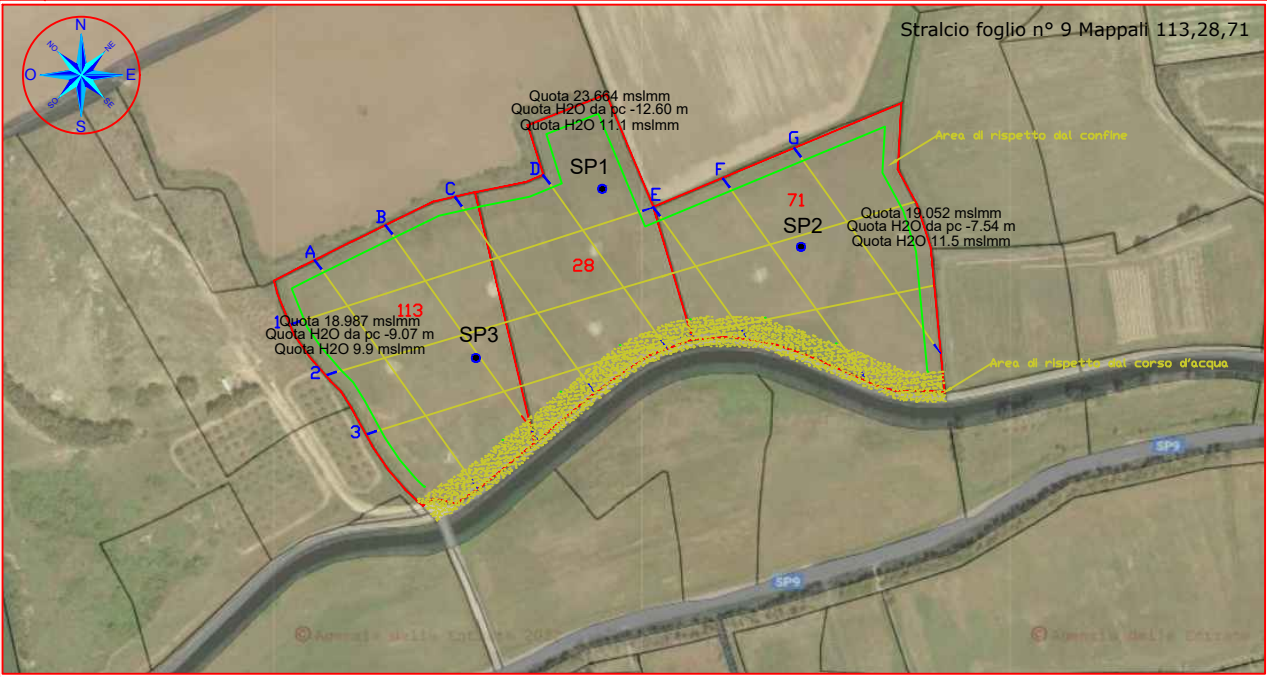 Stralcio foglio n° 9 Mappali 113,28,71
N
NO
NE
O
E
SO
SE
S
Quota 23.664 mslmm
Quota H2O da pc -12.60 m
Quota H2O 11.1 mslmm
Area di rispetto dal confine
G
F
D
SP1
E
C
71
B
Quota 19.052 mslmm
Quota H2O da pc -7.54 m
Quota H2O 11.5 mslmm
SP2
A
28
113
1
Quota 18.987 mslmm
Quota H2O da pc -9.07 m
Quota H2O 9.9 mslmm
SP3
Area di rispetto dal corso d'acqua
2
3
SP9
SP9
© Agenzia delle Entrate
© Agenzia delle Entrate